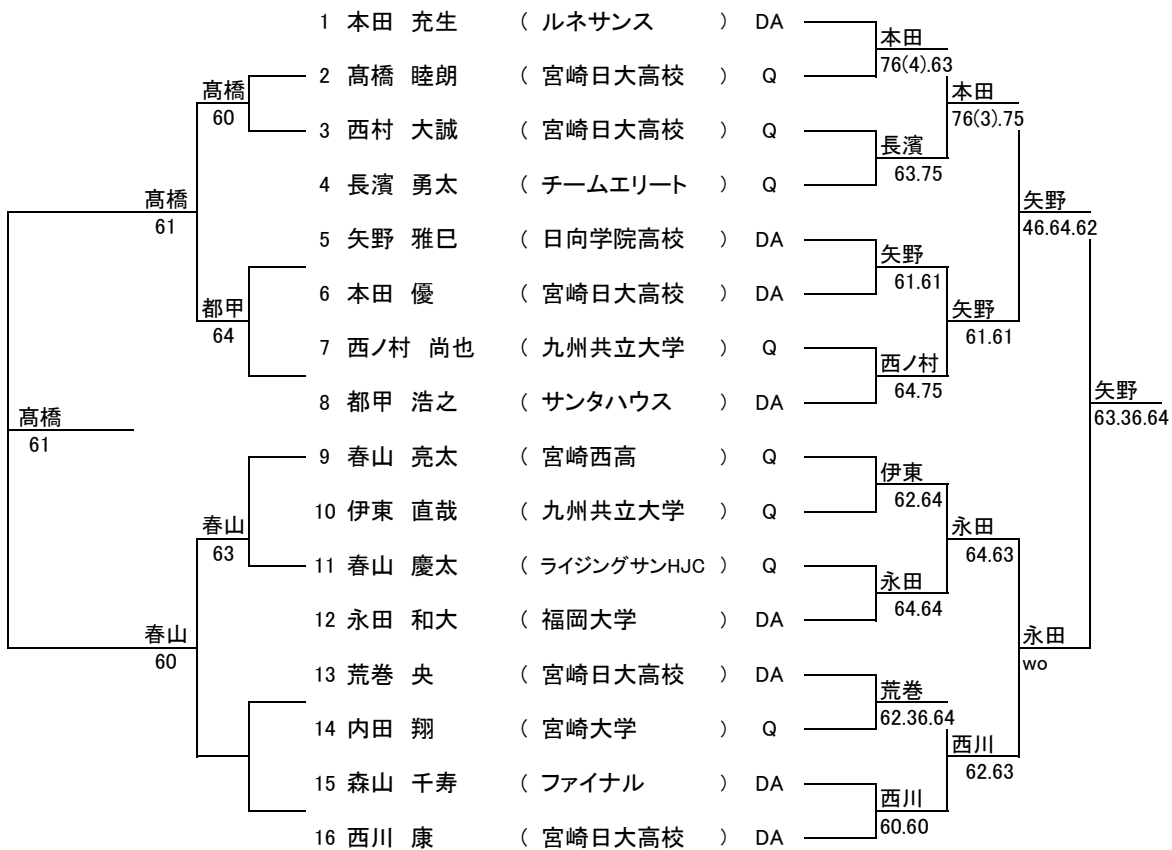 1 本田 充生 ( ルネサンス ) DA
本田
76(4).63
髙橋
60
2 髙橋 睦朗 ( 宮崎日大高校 ) Q
本田
76(3).75
3 西村 大誠 ( 宮崎日大高校 ) Q
長濱
63.75
4 長濱 勇太 ( チームエリート ) Q
髙橋
61
矢野
46.64.62
5 矢野 雅巳 ( 日向学院高校 ) DA
矢野
61.61
6 本田 優 ( 宮崎日大高校 ) DA
都甲
64
矢野
61.61
7 西ノ村 尚也 ( 九州共立大学 ) Q
西ノ村
64.75
8 都甲 浩之 ( サンタハウス ) DA
髙橋
61
矢野
63.36.64
9 春山 亮太 ( 宮崎西高 ) Q
伊東
62.64
10 伊東 直哉 ( 九州共立大学 ) Q
春山
63
永田
64.63
11 春山 慶太 ( ライジングサンHJC ) Q
永田
64.64
12 永田 和大 ( 福岡大学 ) DA
春山
60
永田
wo
13 荒巻 央 ( 宮崎日大高校 ) DA
荒巻
62.36.64
14 内田 翔 ( 宮崎大学 ) Q
西川
62.63
15 森山 千寿 ( ファイナル ) DA
西川
60.60
16 西川 康 ( 宮崎日大高校 ) DA